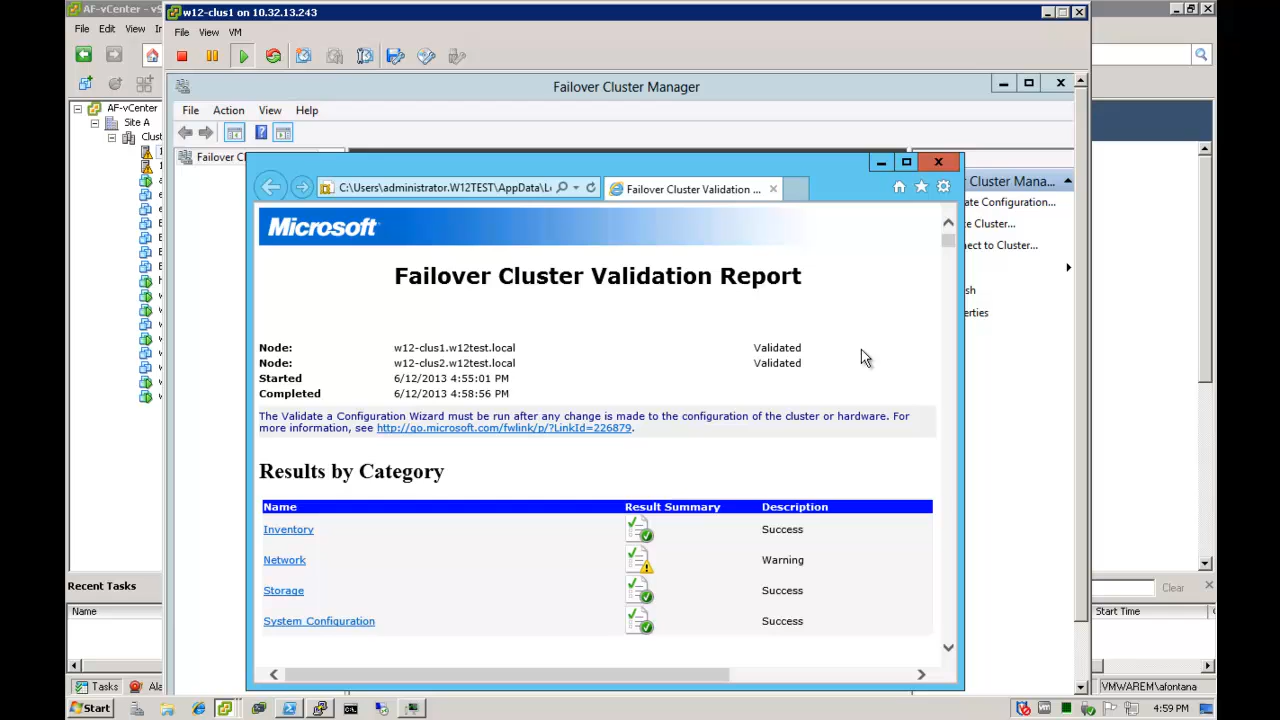 AF-vCenter - vS
File Edit View In
AF-vCenter
Site A
Clust
w12-clus1 on 10.32.13.243
File View VM
Failover Cluster Manager
File Action View Help
Failover Cl
C:\Users\administrator.W12TEST\AppData\L
Failover Cluster Validation ...
Microsoft
Failover Cluster Validation Report
Node: w12-clus1.w12test.local Validated
Node: w12-clus2.w12test.local Validated
Started 6/12/2013 4:55:01 PM
Completed 6/12/2013 4:58:56 PM
The Validate a Configuration Wizard must be run after any change is made to the configuration of the cluster or hardware. For
more information, see http://go.microsoft.com/fwlink/p/?LinkId=226879.
Results by Category
Name Result Summary Description
Inventory Success
Network Warning
Storage Success
System Configuration Success
Cluster Mana...
ate Configuration...
te Cluster...
ect to Cluster...
sh
erties
Recent Tasks
Name
Clear
Start Time
Tasks Ala
VMWAREM\afontana
Start
4:59 PM